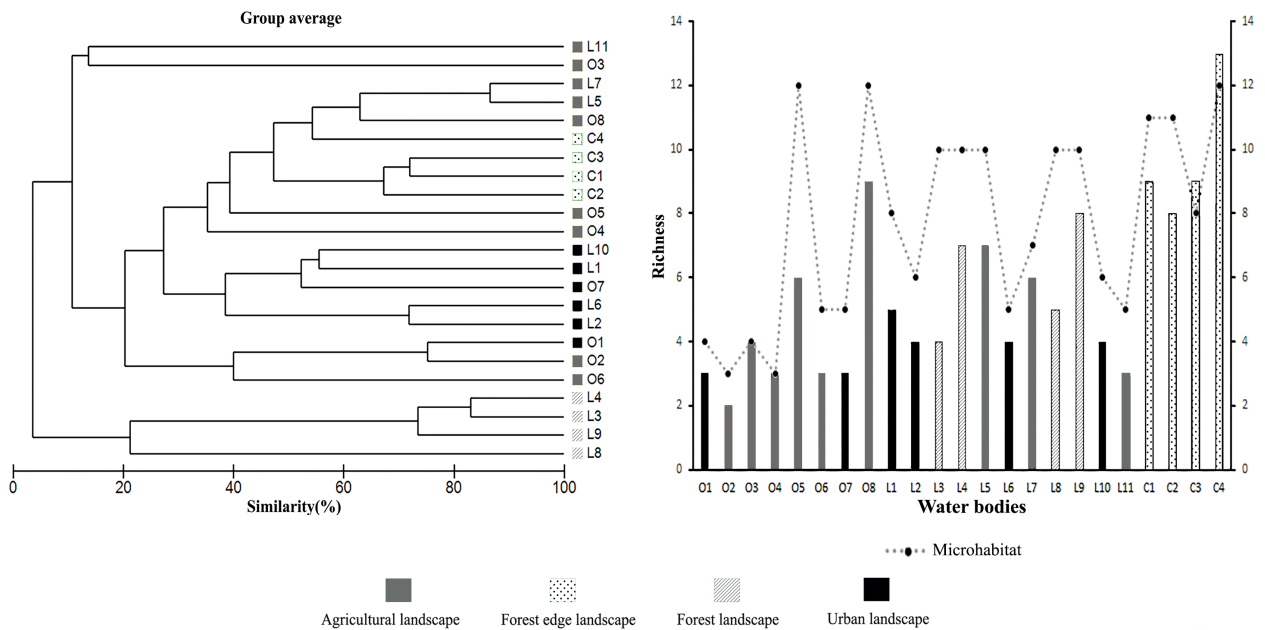 Group average
L11
O3
L7
L5
O8
C4
C3
C1
C2
O5
O4
L10
L1
O7
L6
L2
O1
O2
O6
L4
L3
L9
L8
0 20 40 60 80 100
Similarity(%)
14 14
12 12
10 10
8 8
6 6
4 4
2 2
0 0
Richness
O1 O2 O3 O4 O5 O6 O7 O8 L1 L2 L3 L4 L5 L6 L7 L8 L9 L10 L11 C1 C2 C3 C4
Water bodies
Microhabitat
Agricultural landscape Forest edge landscape Forest landscape Urban landscape